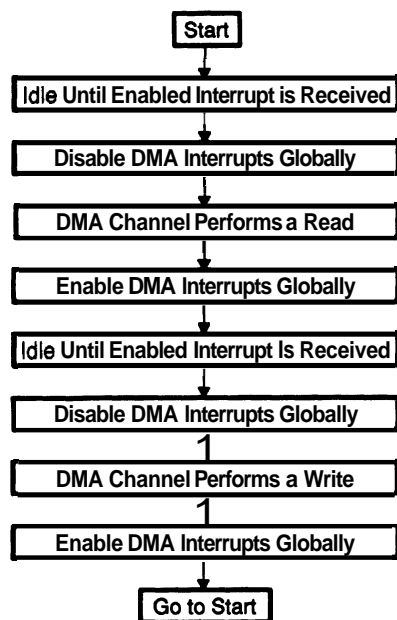 Start
Idle Until Enabled Interrupt is Received
Disable DMA Interrupts Globally
DMA Channel Performs a Read
Enable DMA Interrupts Globally
Idle Until Enabled Interrupt Is Received
Disable DMA Interrupts Globally
1
DMA Channel Performs a Write
1
Enable DMA Interrupts Globally
Go to Start